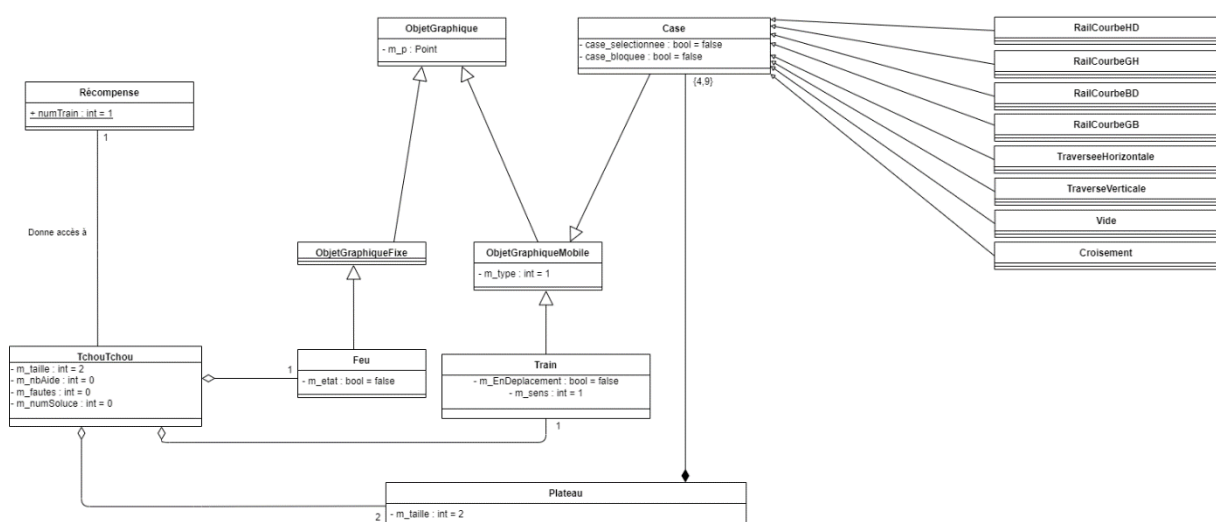 ObjetGraphique
- m_p : Point
Case
- case_selectionnee : bool = false
- case_bloquee : bool = false
{4,9}
RailCourbeHD
RailCourbeGH
RailCourbeBD
RailCourbeGB
TraverseeHorizontale
TraverseVerticale
Vide
Croisement
Récompense
+ numTrain : int = 1
1
Donne accès à
ObjetGraphiqueFixe
ObjetGraphiqueMobile
- m_type : int = 1
TchouTchou
- m_taille : int = 2
- m_nbAide : int = 0
- m_fautes : int = 0
- m_numSoluce : int = 0
1
Feu
- m_etat : bool = false
Train
- m_EnDeplacement : bool = false
- m_sens : int = 1
1
Plateau
- m_taille : int = 2
2